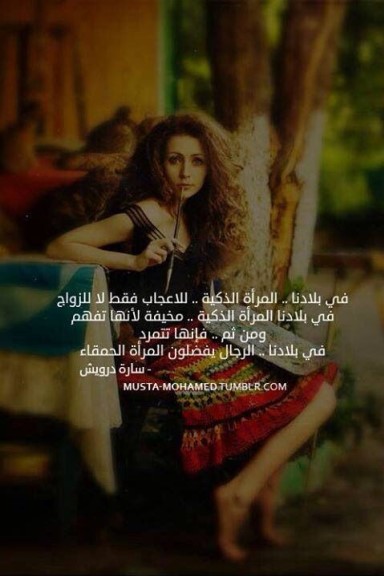 في بلادنا .. المرأة الذكية .. للاعجاب فقط لا للزواج
في بلادنا المرأة الذكية .. مخيفة لأنها تفهم
ومن ثم .. فإنها تتمرد
في بلادنا .. الرجال يفضلون المرأة الحمقاء
- سارة درويش
MUSTA-MOHAMED.TUMBLR.COM